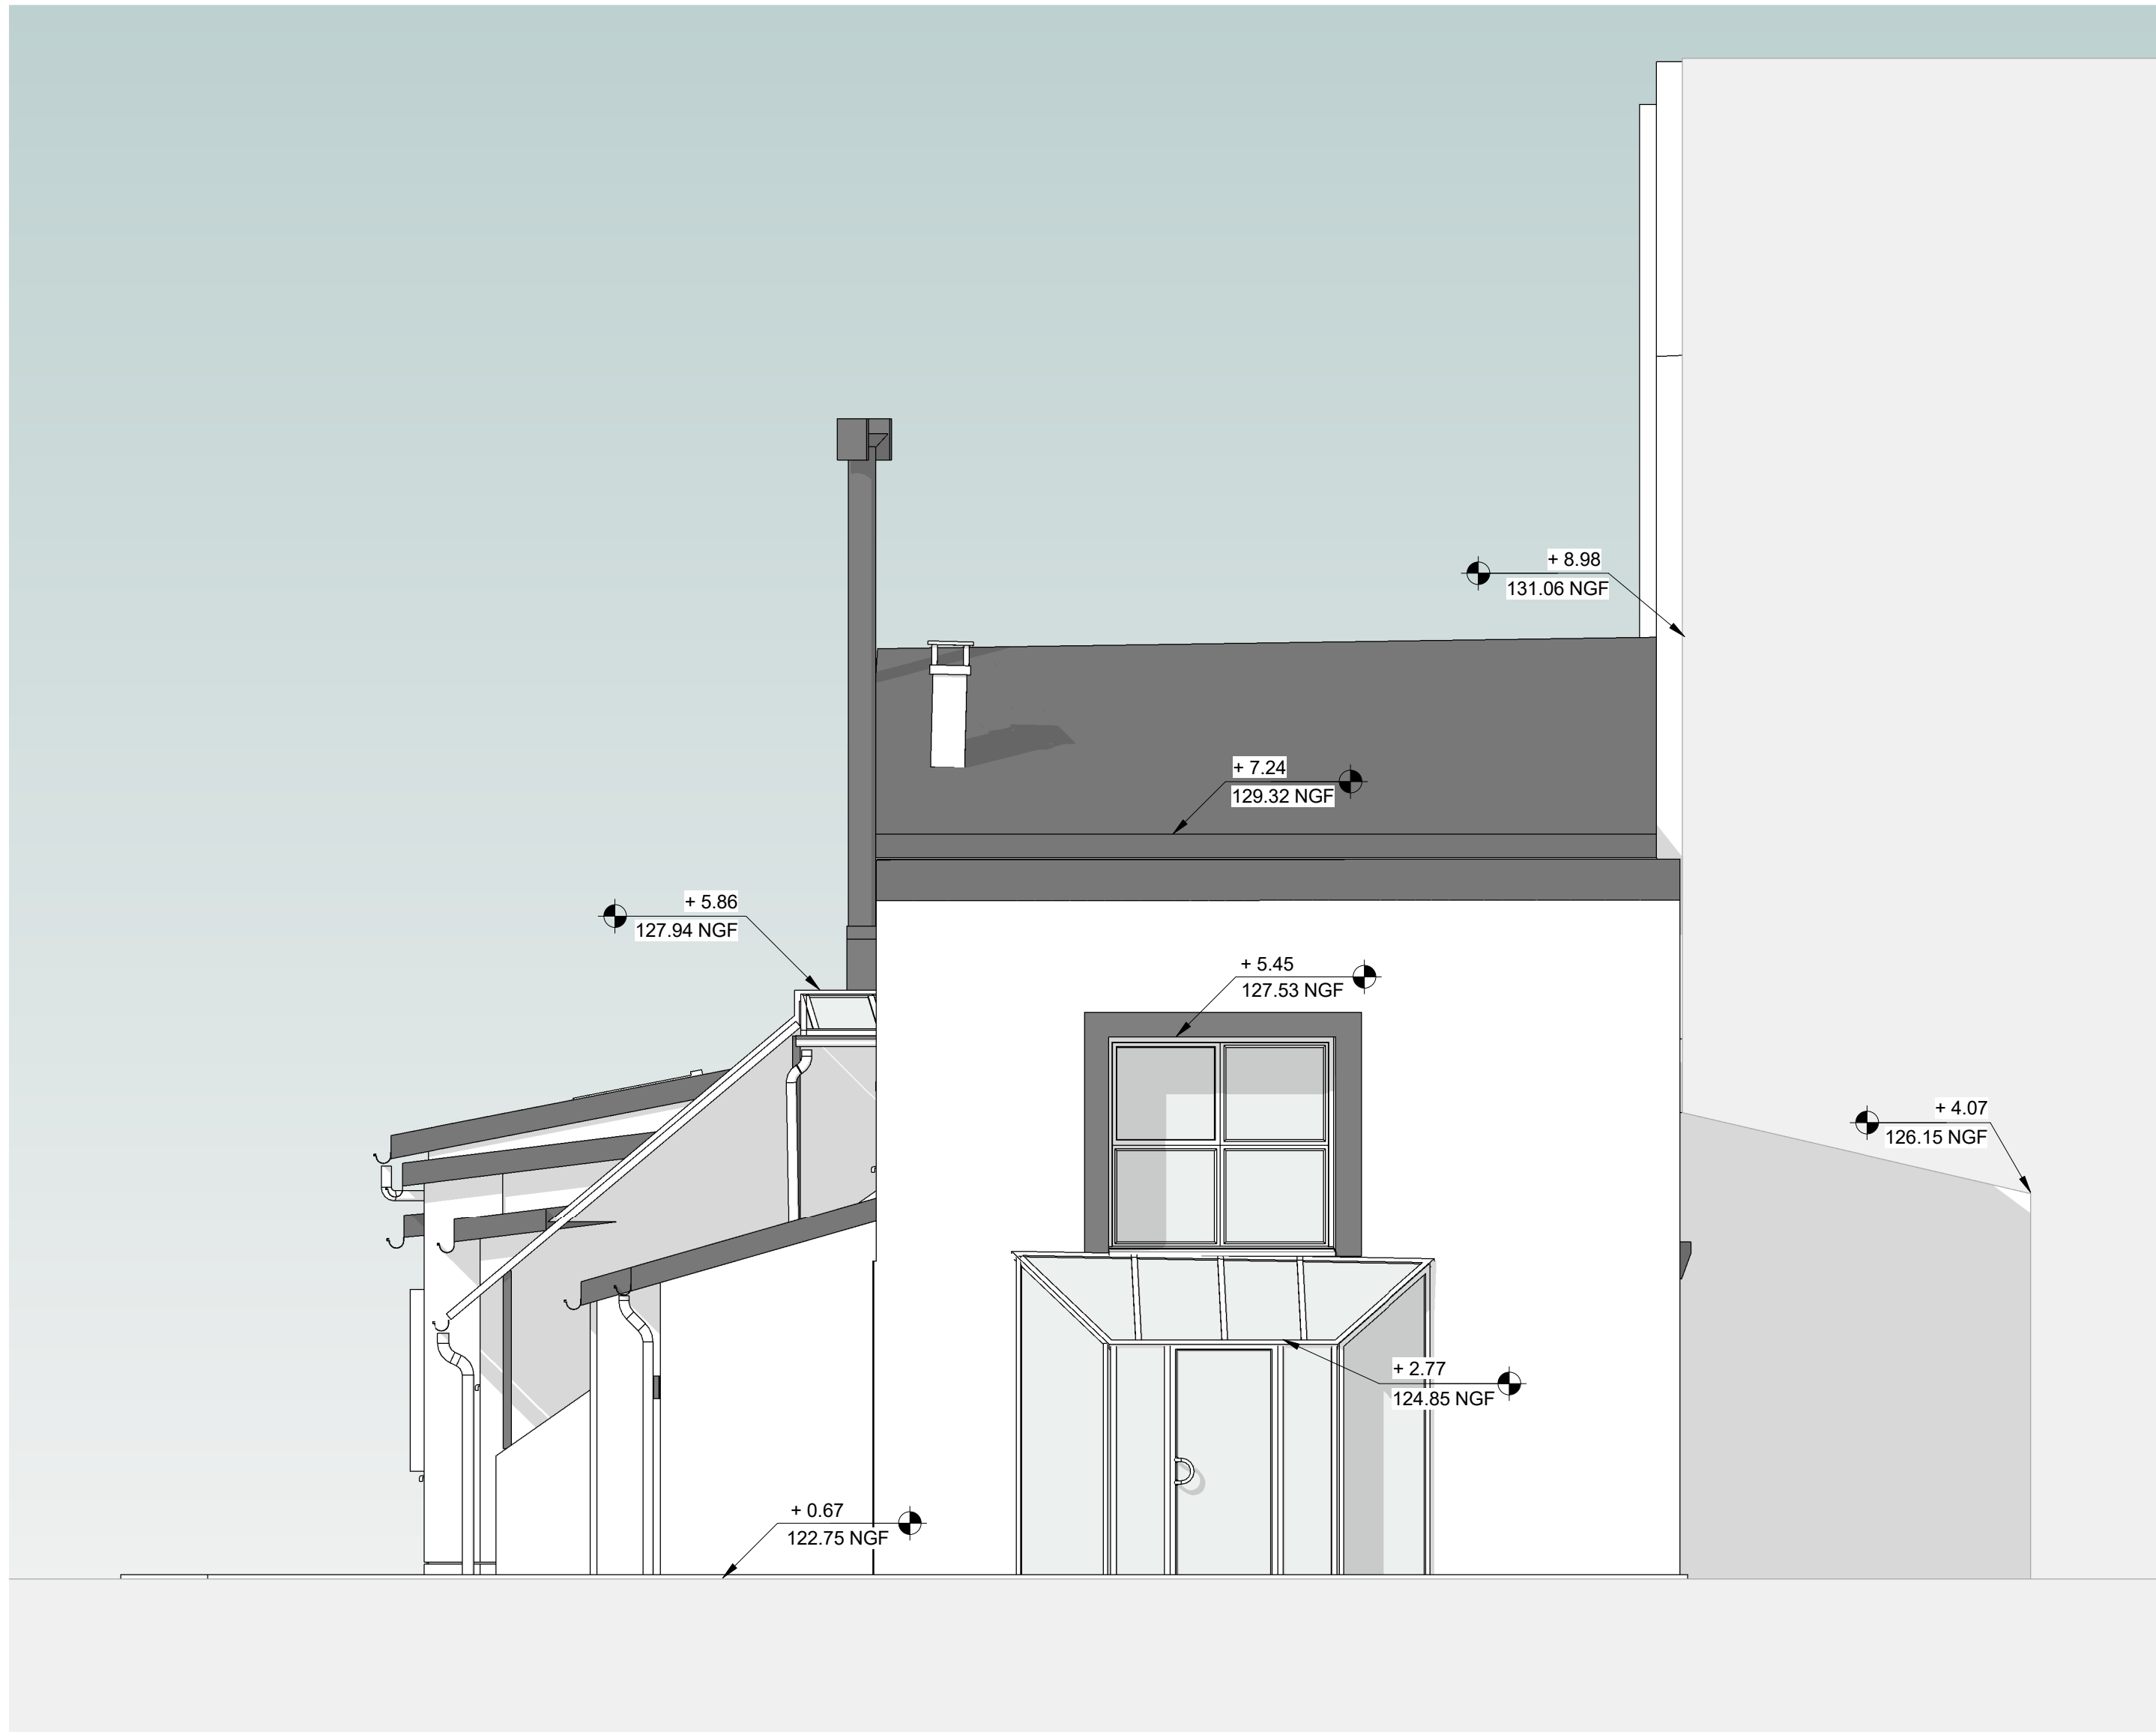 + 8.98
131.06 NGF
+ 7.24
129.32 NGF
+ 5.86
127.94 NGF
+ 5.45
127.53 NGF
+ 4.07
126.15 NGF
+ 2.77
124.85 NGF
+ 0.67
122.75 NGF